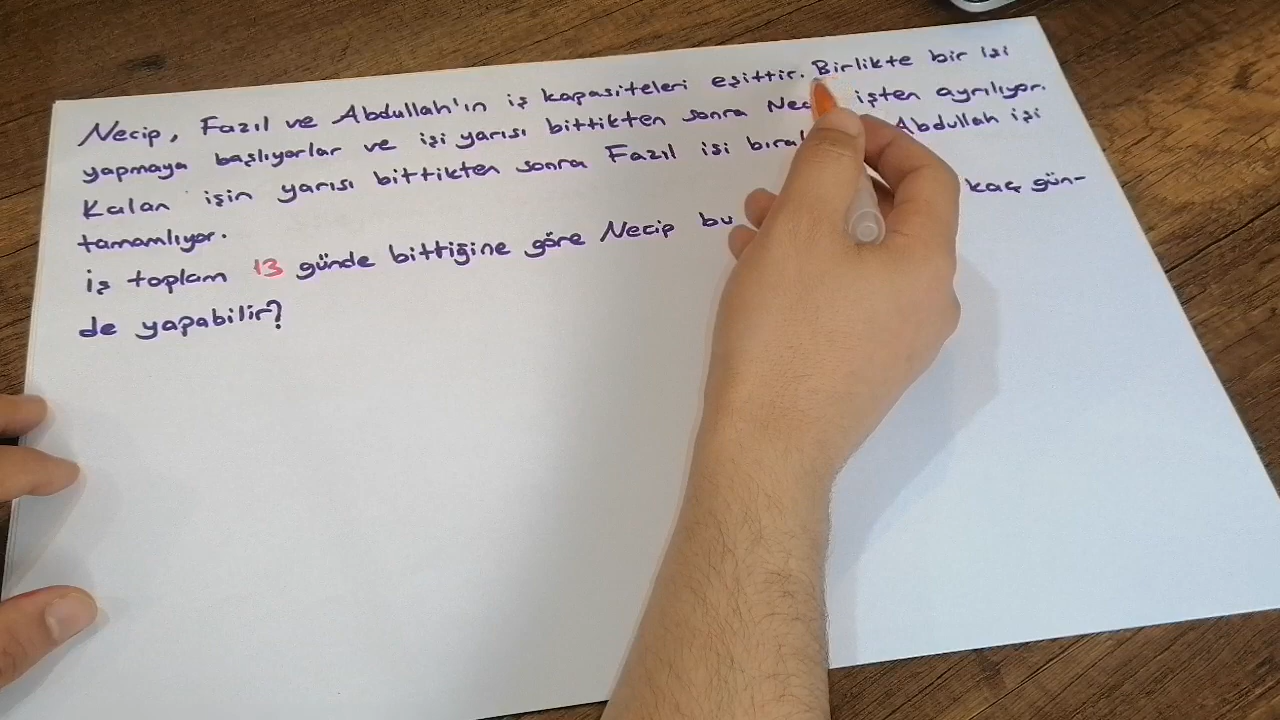 Necip, Fazıl ve Abdullah'ın iş kapasiteleri eşittir. Birlikte bir işi
yapmaya başlıyorlar ve işi yarısı bittikten sonra işten ayrılıyor.
Kalan işin yarısı bittikten sonra Fazıl işi Abdullah işi
tamamlıyor.
iş toplam 13 günde bittiğine göre Necip bu kaç gün-
de yapabilir?